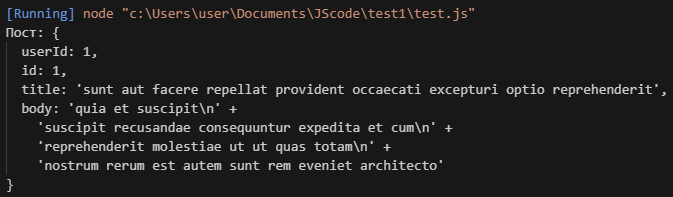 [Running] node "c:\Users\user\Documents\JScode\test1\test.js"
Пост: {
  userId: 1,
  id: 1,
  title: 'sunt aut facere repellat provident occaecati excepturi optio reprehenderit',
  body: 'quia et suscipit\n' +
    'suscipit recusandae consequuntur expedita et cum\n' +
    'reprehenderit molestiae ut ut quas totam\n' +
    'nostrum rerum est autem sunt rem eveniet architecto'
}